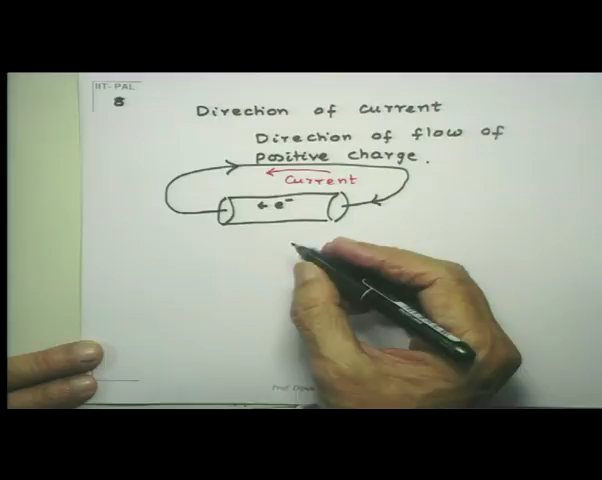 IIT-PAL
8
Direction of current
Direction of flow of
positive charge.
Current
← e⁻